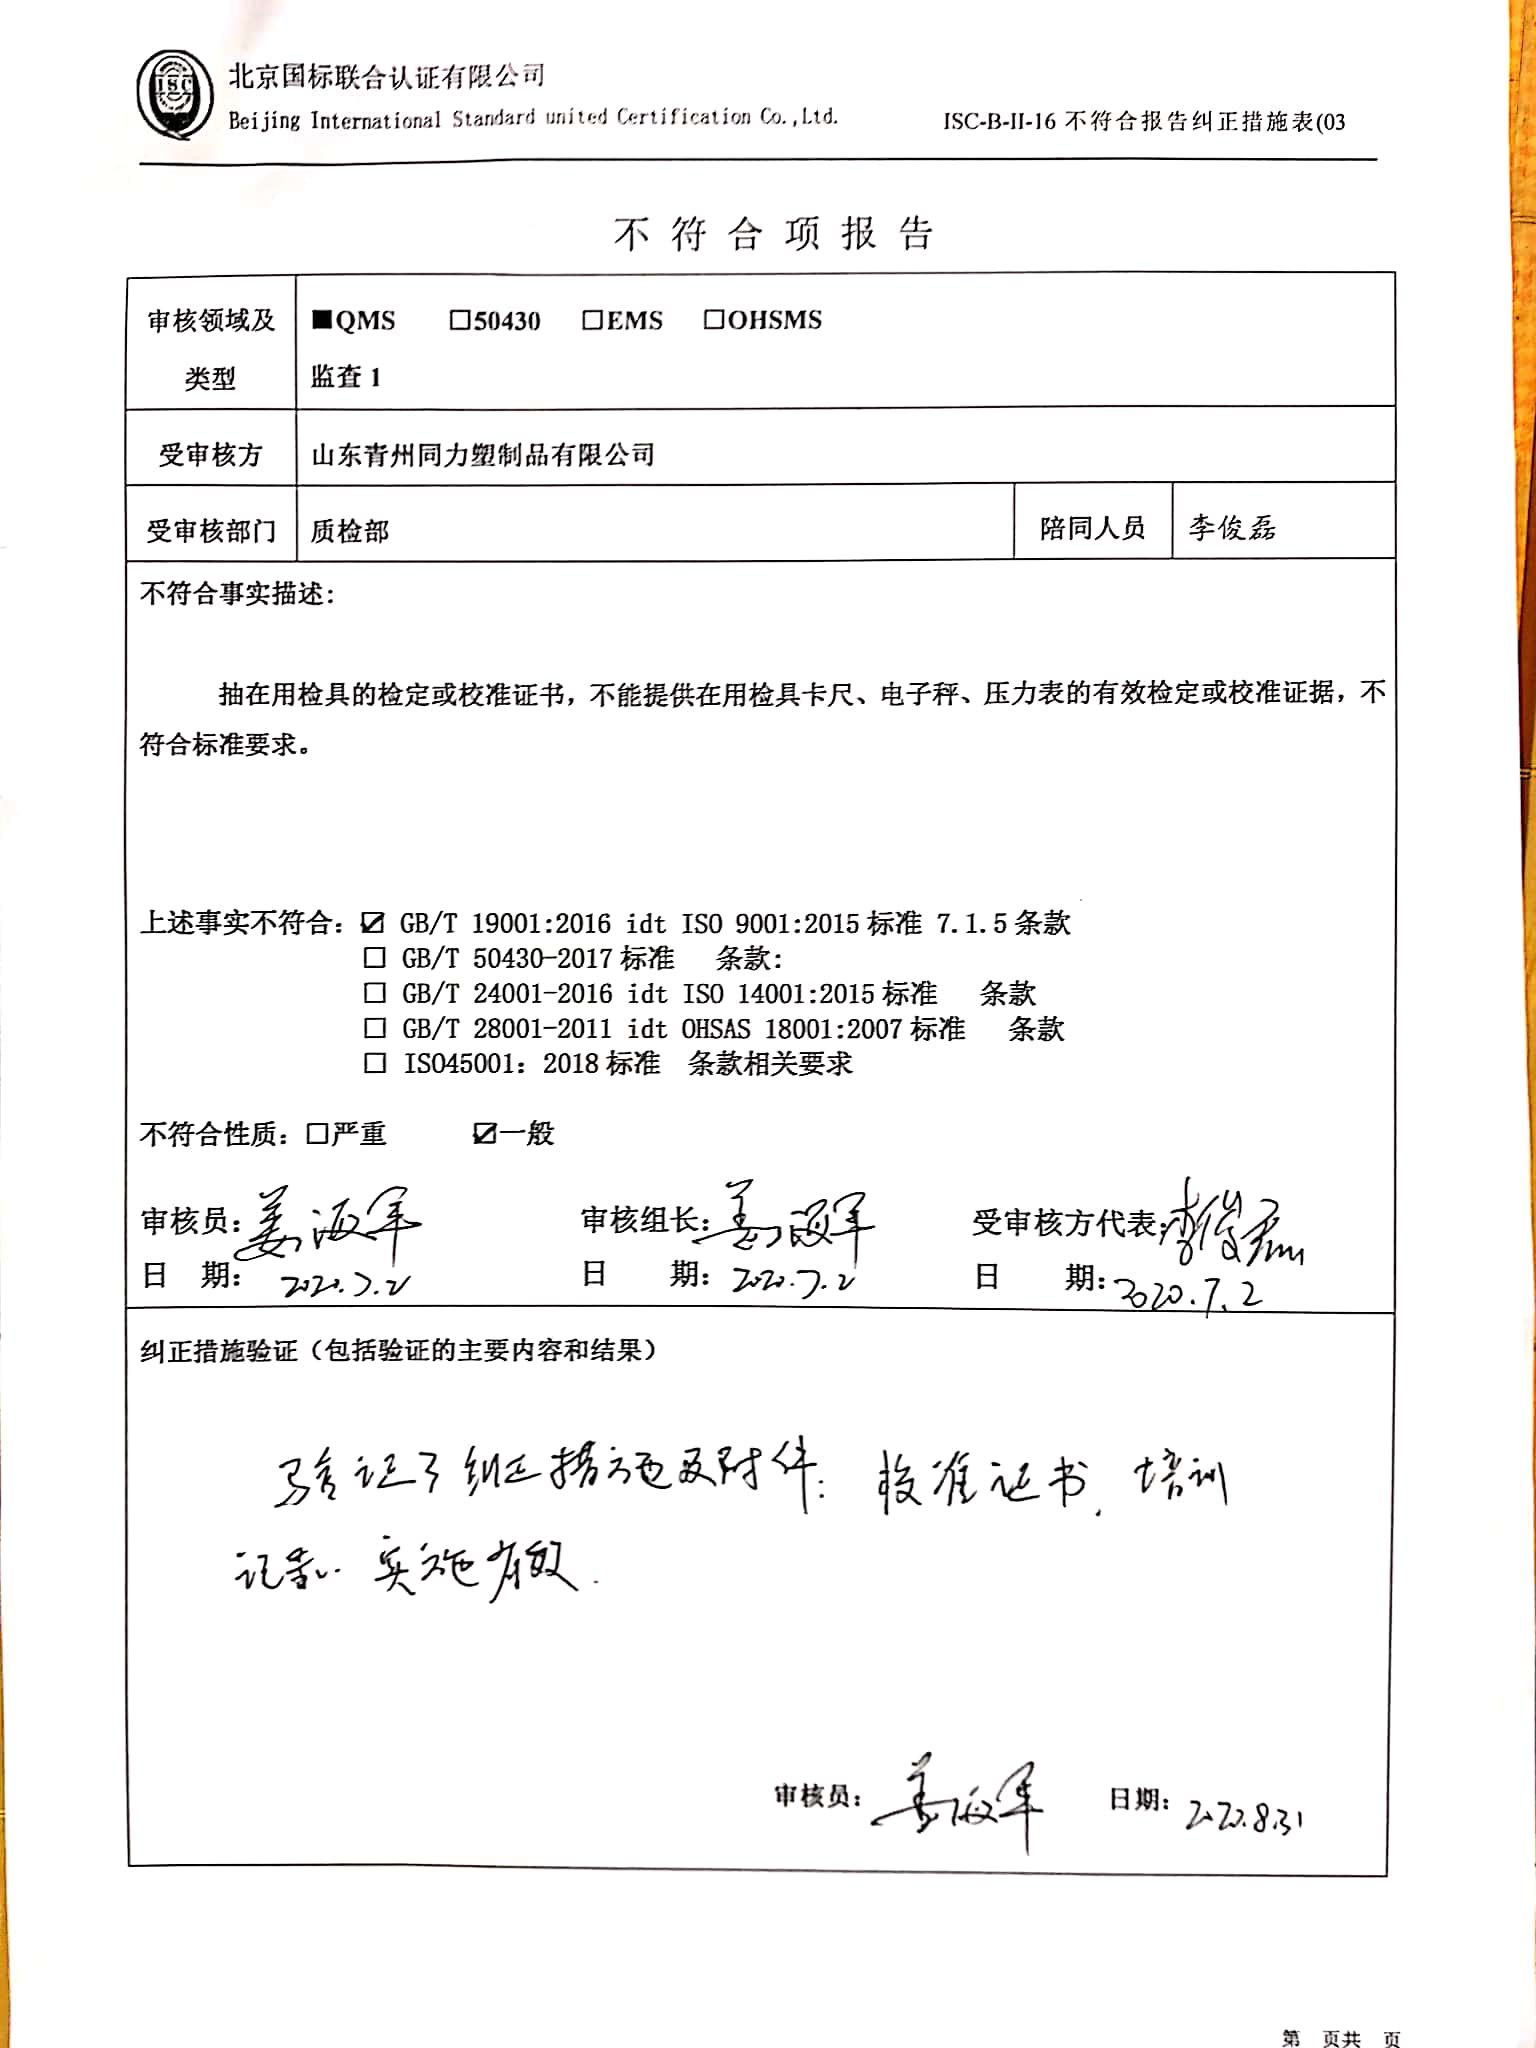 ISC
北京国标联合认证有限公司
Beijing International Standard united Certification Co.,Ltd.
ISC-B-II-16 不符合报告纠正措施表(03
不符合项报告
审核领域及类型
■QMS □50430 □EMS □OHSMS
监查 1
受审核方 山东青州同力塑制品有限公司
受审核部门 质检部 陪同人员 李俊磊
不符合事实描述:
抽在用检具的检定或校准证书，不能提供在用检具卡尺、电子秤、压力表的有效检定或校准证据，不
符合标准要求。
上述事实不符合: ☑ GB/T 19001:2016 idt ISO 9001:2015 标准 7.1.5 条款
□ GB/T 50430-2017 标准 条款:
□ GB/T 24001-2016 idt ISO 14001:2015 标准 条款
□ GB/T 28001-2011 idt OHSAS 18001:2007 标准 条款
□ ISO45001: 2018 标准 条款相关要求
不符合性质: □严重 ☑一般
审核员: 姜海军 审核组长: 姜海军 受审核方代表: 李俊磊
日 期: 2020.7.2 日 期: 2020.7.2 日 期: 2020.7.2
纠正措施验证（包括验证的主要内容和结果）
验证了纠正措施及附件: 校准证书、培训
记录.. 实施有效.
审核员: 姜海军 日期: 2020.8.31
第 页共 页